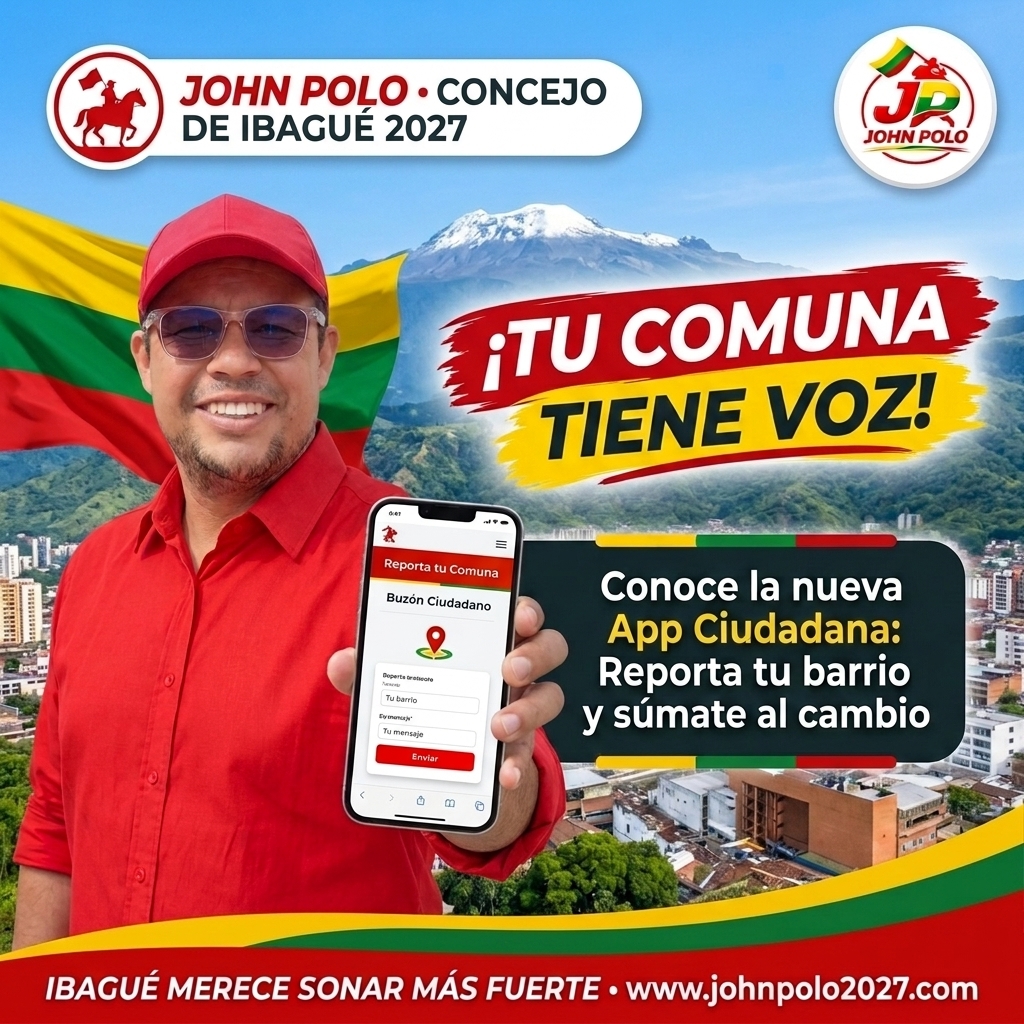 JOHN POLO • CONCEJO
DE IBAGUÉ 2027
JP
JOHN POLO
¡TU COMUNA
TIENE VOZ!
Reporta tu Comuna
Buzón Ciudadano
Tu barrio
Tu mensaje
Enviar
Conoce la nueva
App Ciudadana:
Reporta tu barrio
y súmate al cambio
IBAGUÉ MERECE SONAR MÁS FUERTE • www.johnpolo2027.com